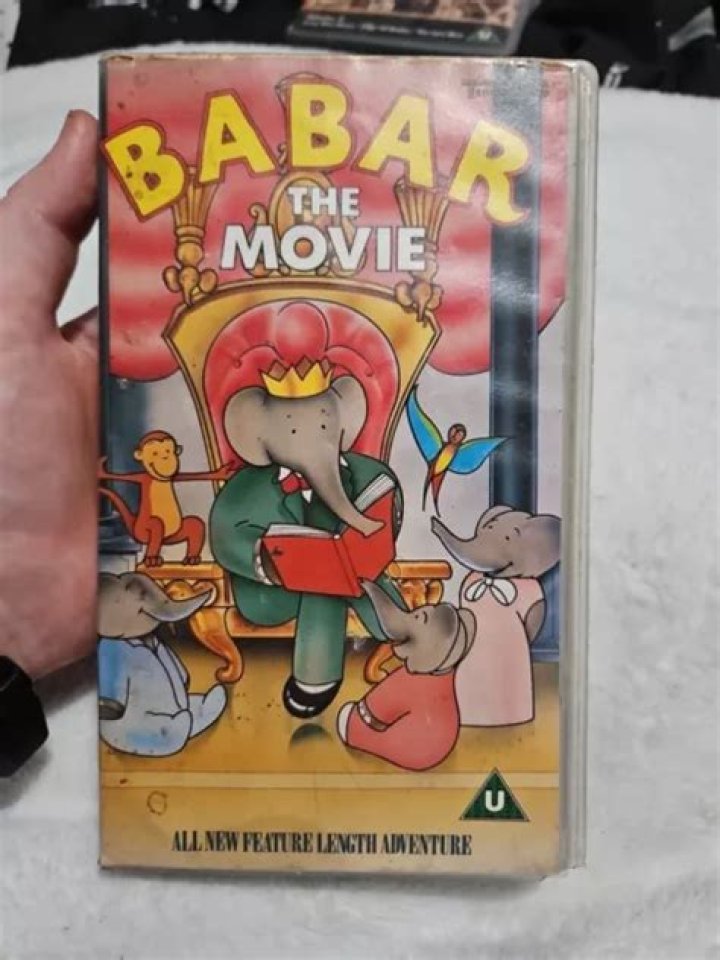 BABAR
THE
MOVIE
U
ALL NEW FEATURE LENGTH ADVENTURE